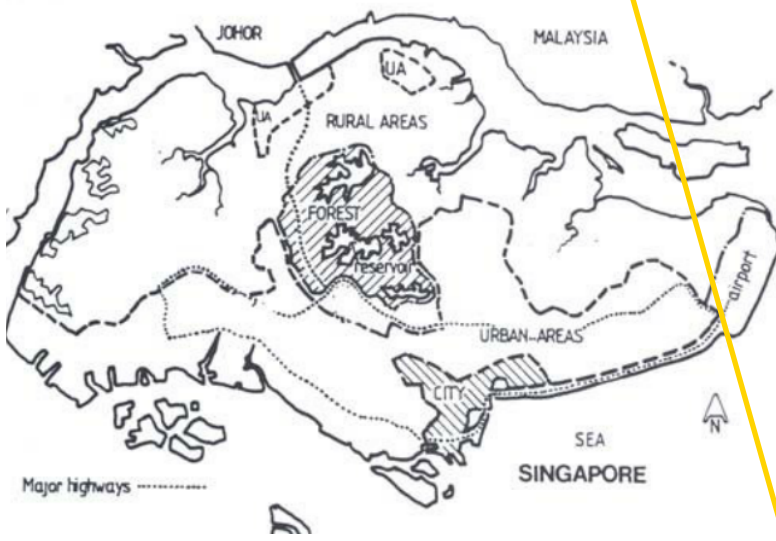 JOHOR
MALAYSIA
UA
UA
RURAL AREAS
FOREST
reservoir
airport
URBAN AREAS
CITY
N
SEA
SINGAPORE
Major highways